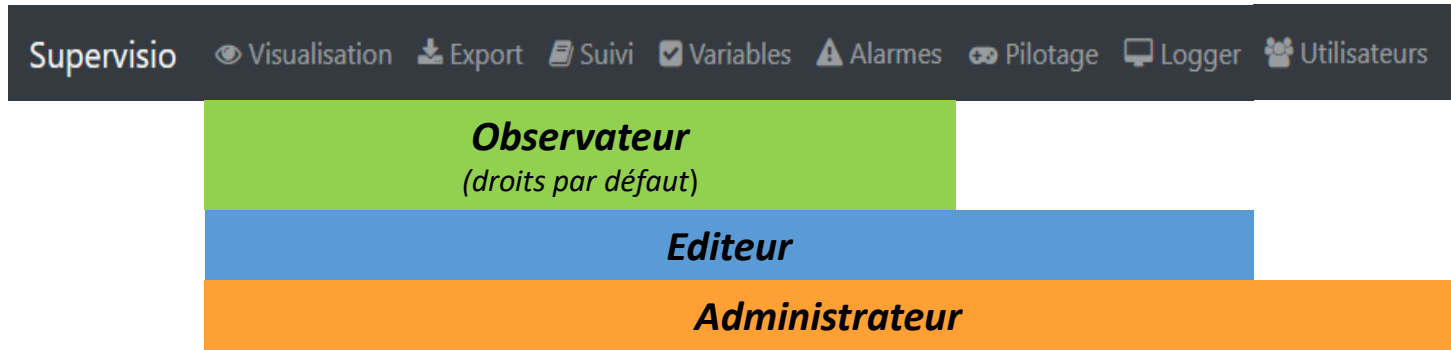 Supervisio Visualisation Export Suivi Variables Alarmes Pilotage Logger Utilisateurs
Observateur
(droits par défaut)
Editeur
Administrateur